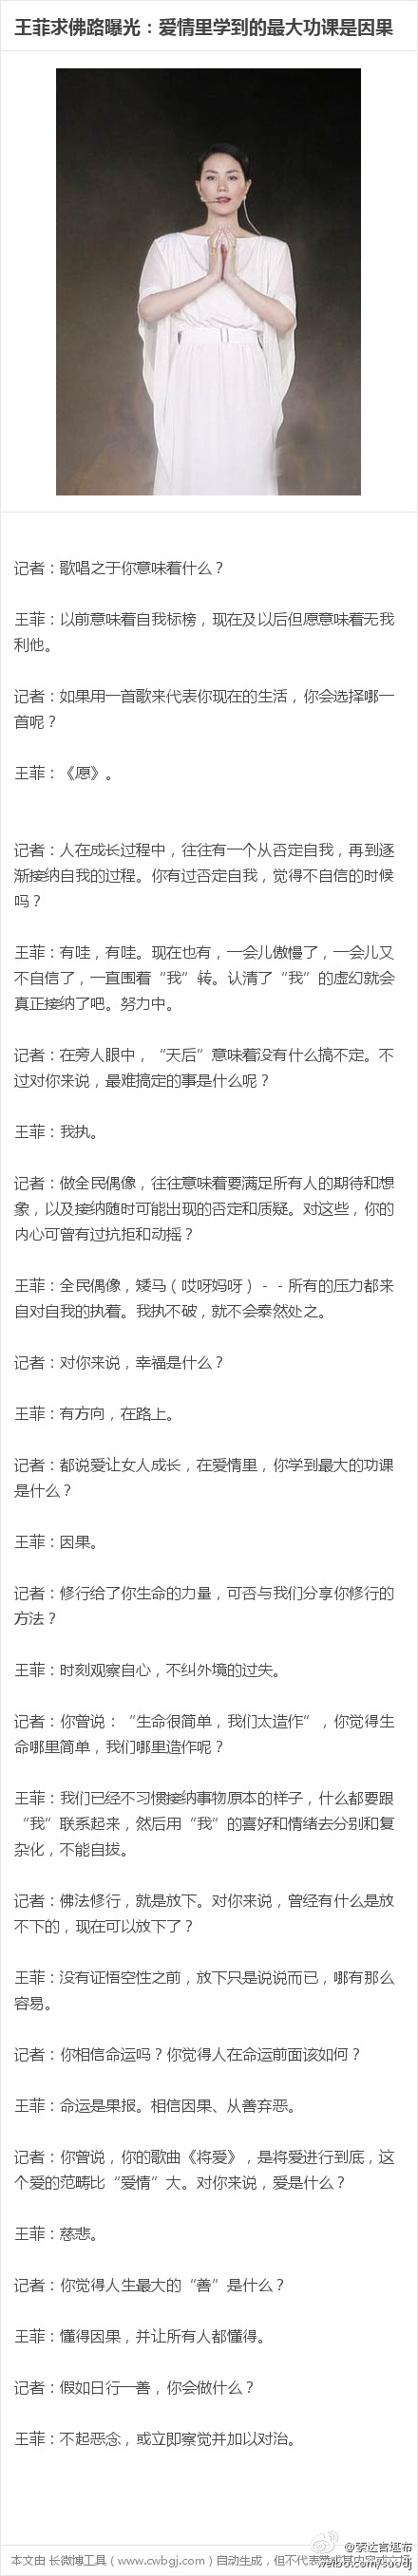 王菲求佛路曝光：爱情里学到的最大功课是因果
记者：歌唱之于你意味着什么？
王菲：以前意味着自我标榜，现在及以后但愿意味着无我
利他。
记者：如果用一首歌来代表你现在的生活，你会选择哪一
首呢？
王菲：《愿》。
记者：人在成长过程中，往往有一个从否定自我，再到逐
渐接纳自我的过程。你有过否定自我，觉得不自信的时候
吗？
王菲：有哇，有哇。现在也有，一会儿傲慢了，一会儿又
不自信了，一直围着“我”转。认清了“我”的虚幻就会
真正接纳了吧。努力中。
记者：在旁人眼中，“天后”意味着没有什么搞不定。不
过对你来说，最难搞定的事是什么呢？
王菲：我执。
记者：做全民偶像，往往意味着要满足所有人的期待和想
象，以及接纳随时可能出现的否定和质疑。对这些，你的
内心可曾有过抗拒和动摇？
王菲：全民偶像，矮马（哎呀妈呀）－－所有的压力都来
自对自我的执着。我执不破，就不会泰然处之。
记者：对你来说，幸福是什么？
王菲：有方向，在路上。
记者：都说爱让女人成长，在爱情里，你学到最大的功课
是什么？
王菲：因果。
记者：修行给了你生命的力量，可否与我们分享你修行的
方法？
王菲：时刻观察自心，不纠外境的过失。
记者：你曾说：“生命很简单，我们太造作”，你觉得生
命哪里简单，我们哪里造作呢？
王菲：我们已经不习惯接纳事物原本的样子，什么都要跟
“我”联系起来，然后用“我”的喜好和情绪去分别和复
杂化，不能自拔。
记者：佛法修行，就是放下。对你来说，曾经有什么是放
不下的，现在可以放下了？
王菲：没有证悟空性之前，放下只是说说而已，哪有那么
容易。
记者：你相信命运吗？你觉得人在命运前面该如何？
王菲：命运是果报。相信因果、从善弃恶。
记者：你曾说，你的歌曲《将爱》，是将爱进行到底，这
个爱的范畴比“爱情”大。对你来说，爱是什么？
王菲：慈悲。
记者：你觉得人生最大的“善”是什么？
王菲：懂得因果，并让所有人都懂得。
记者：假如日行一善，你会做什么？
王菲：不起恶念，或立即察觉并加以对治。
@索达吉堪布
本文由 长微博工具（www.cwbgj.com）自动生成，但不代表
weibo.com/suodj